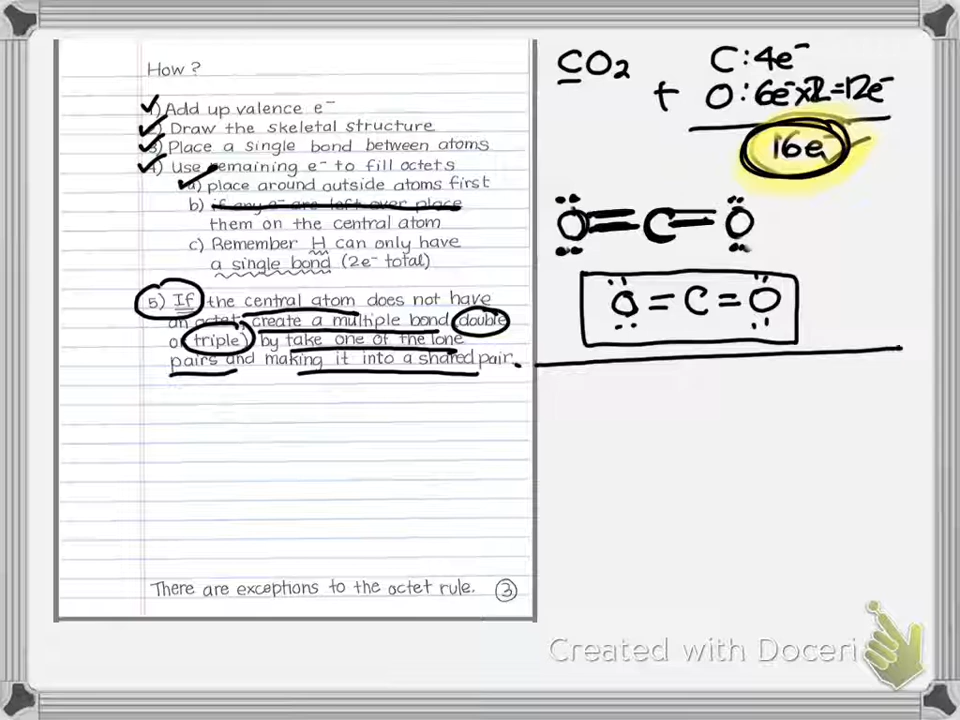 How?
1) Add up valence e⁻
2) Draw the skeletal structure
3) Place a single bond between atoms
4) Use remaining e⁻ to fill octets
a) place around outside atoms first
b) if any e⁻ are left over place
them on the central atom
c) Remember H can only have
a single bond (2e⁻ total)
5) If the central atom does not have
an octet, create a multiple bond (double
or triple) by take one of the lone
pairs and making it into a shared pair.
There are exceptions to the octet rule. 3
CO₂
C:4e⁻
+ O:6e⁻x2=12e⁻
16e⁻
O=C=O
O=C=O
Created with Doceri